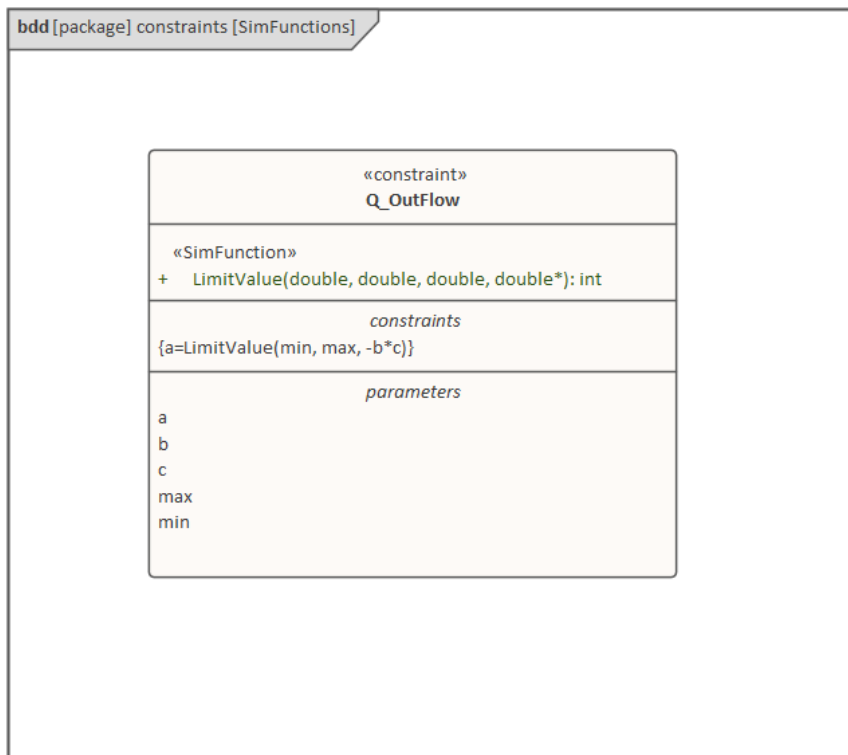 bdd [package] constraints [SimFunctions]
«constraint»
Q_OutFlow
«SimFunction»
+ LimitValue(double, double, double, double*): int
constraints
{a=LimitValue(min, max, -b*c)}
parameters
a
b
c
max
min